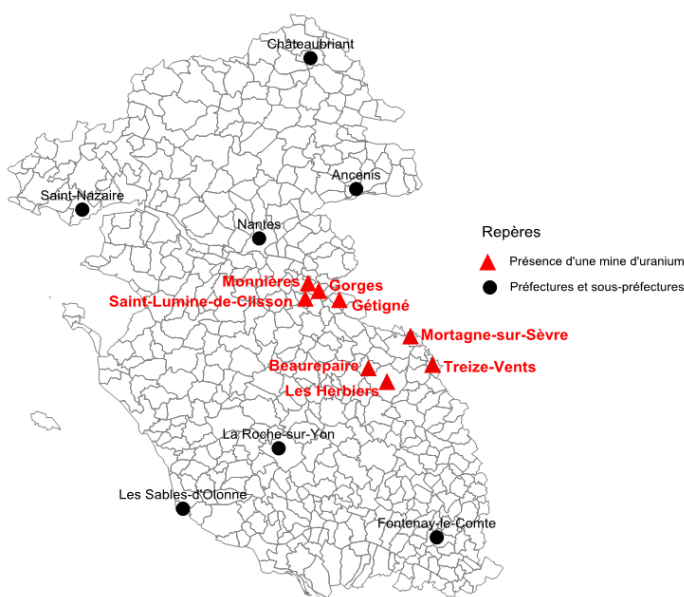 Châteaubriant
Ancenis
Saint-Nazaire
Nantes
Repères
Présence d'une mine d'uranium
Préfectures et sous-préfectures
Monnières
Gorges
Saint-Lumine-de-Clisson
Gétigné
Mortagne-sur-Sèvre
Beaurepaire
Treize-Vents
Les Herbiers
La Roche-sur-Yon
Les Sables-d'Olonne
Fontenay-le-Comte